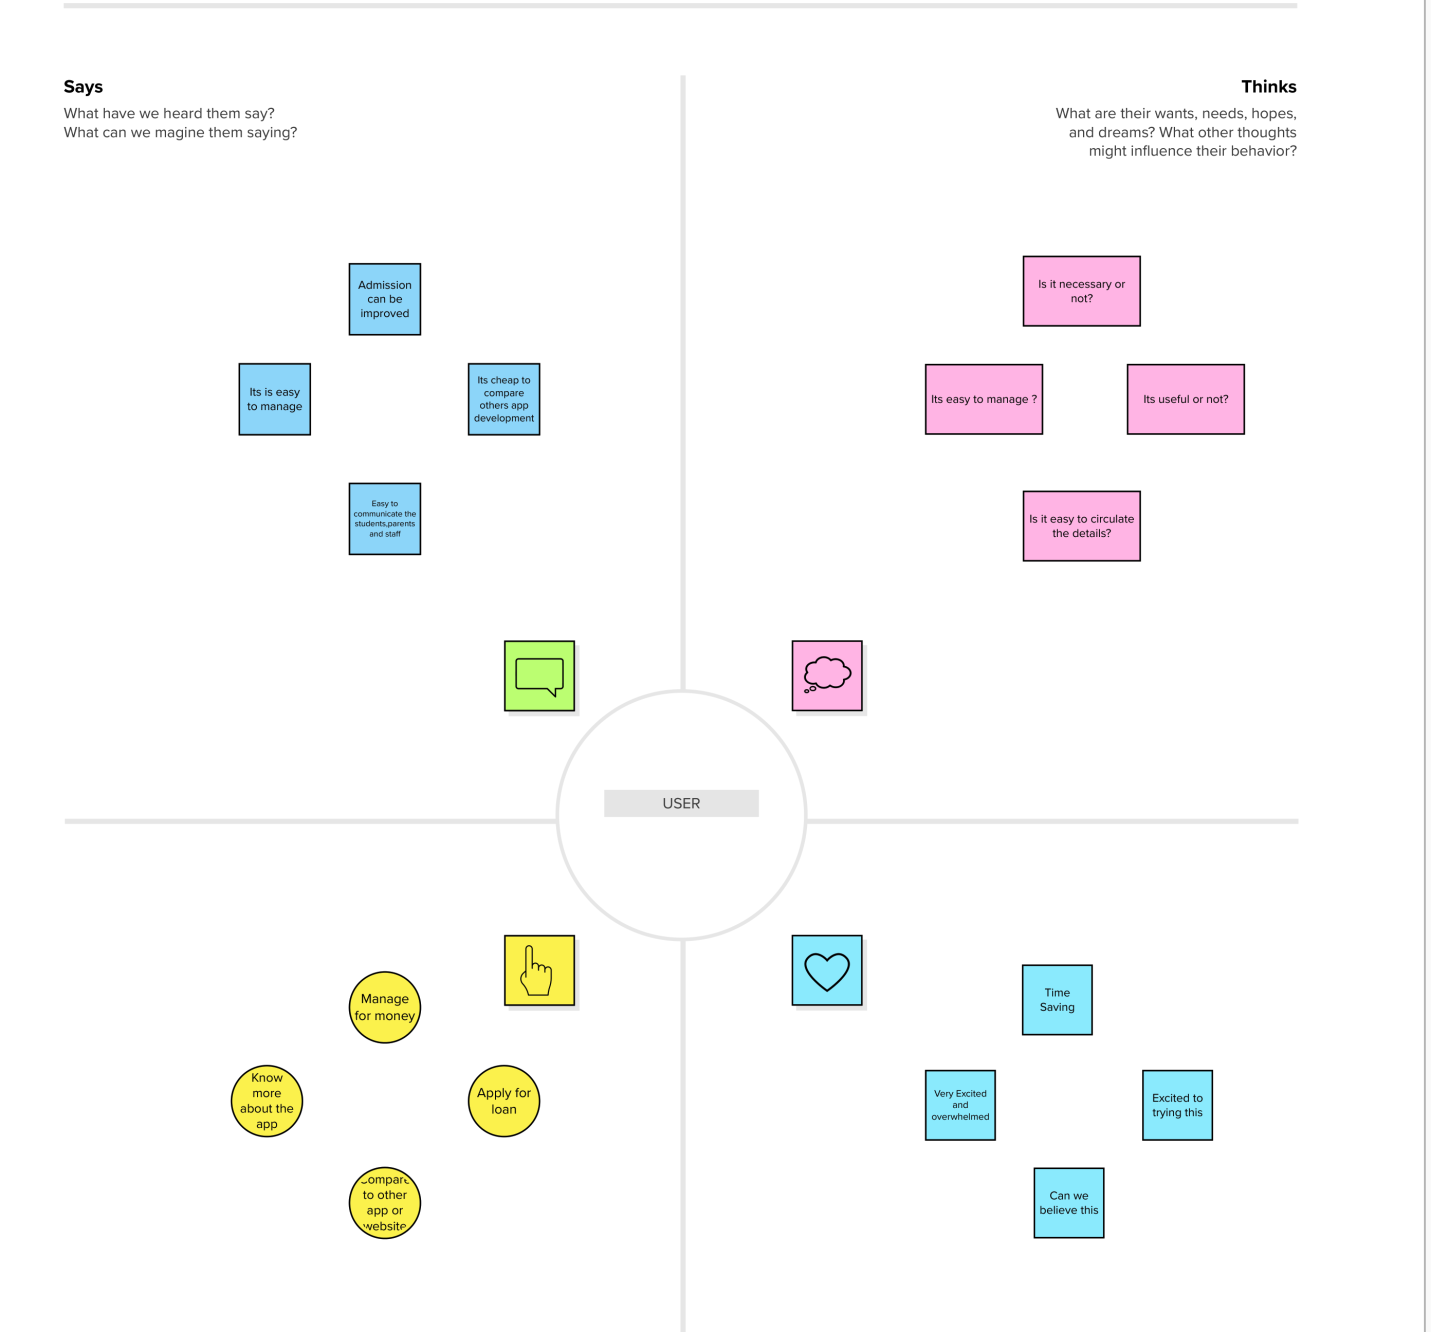 Says
What have we heard them say?
What can we magine them saying?
Thinks
What are their wants, needs, hopes,
and dreams? What other thoughts
might influence their behavior?
Admission
can be
improved
Its is easy
to manage
Its cheap to
compare
others app
development
Easy to
communicate the
students,parents
and staff
Is it necessary or
not?
Its easy to manage ?
Its useful or not?
Is it easy to circulate
the details?
USER
Manage
for money
Know
more
about the
app
Apply for
loan
Compare
to other
app or
website
Time
Saving
Very Excited
and
overwhelmed
Excited to
trying this
Can we
believe this